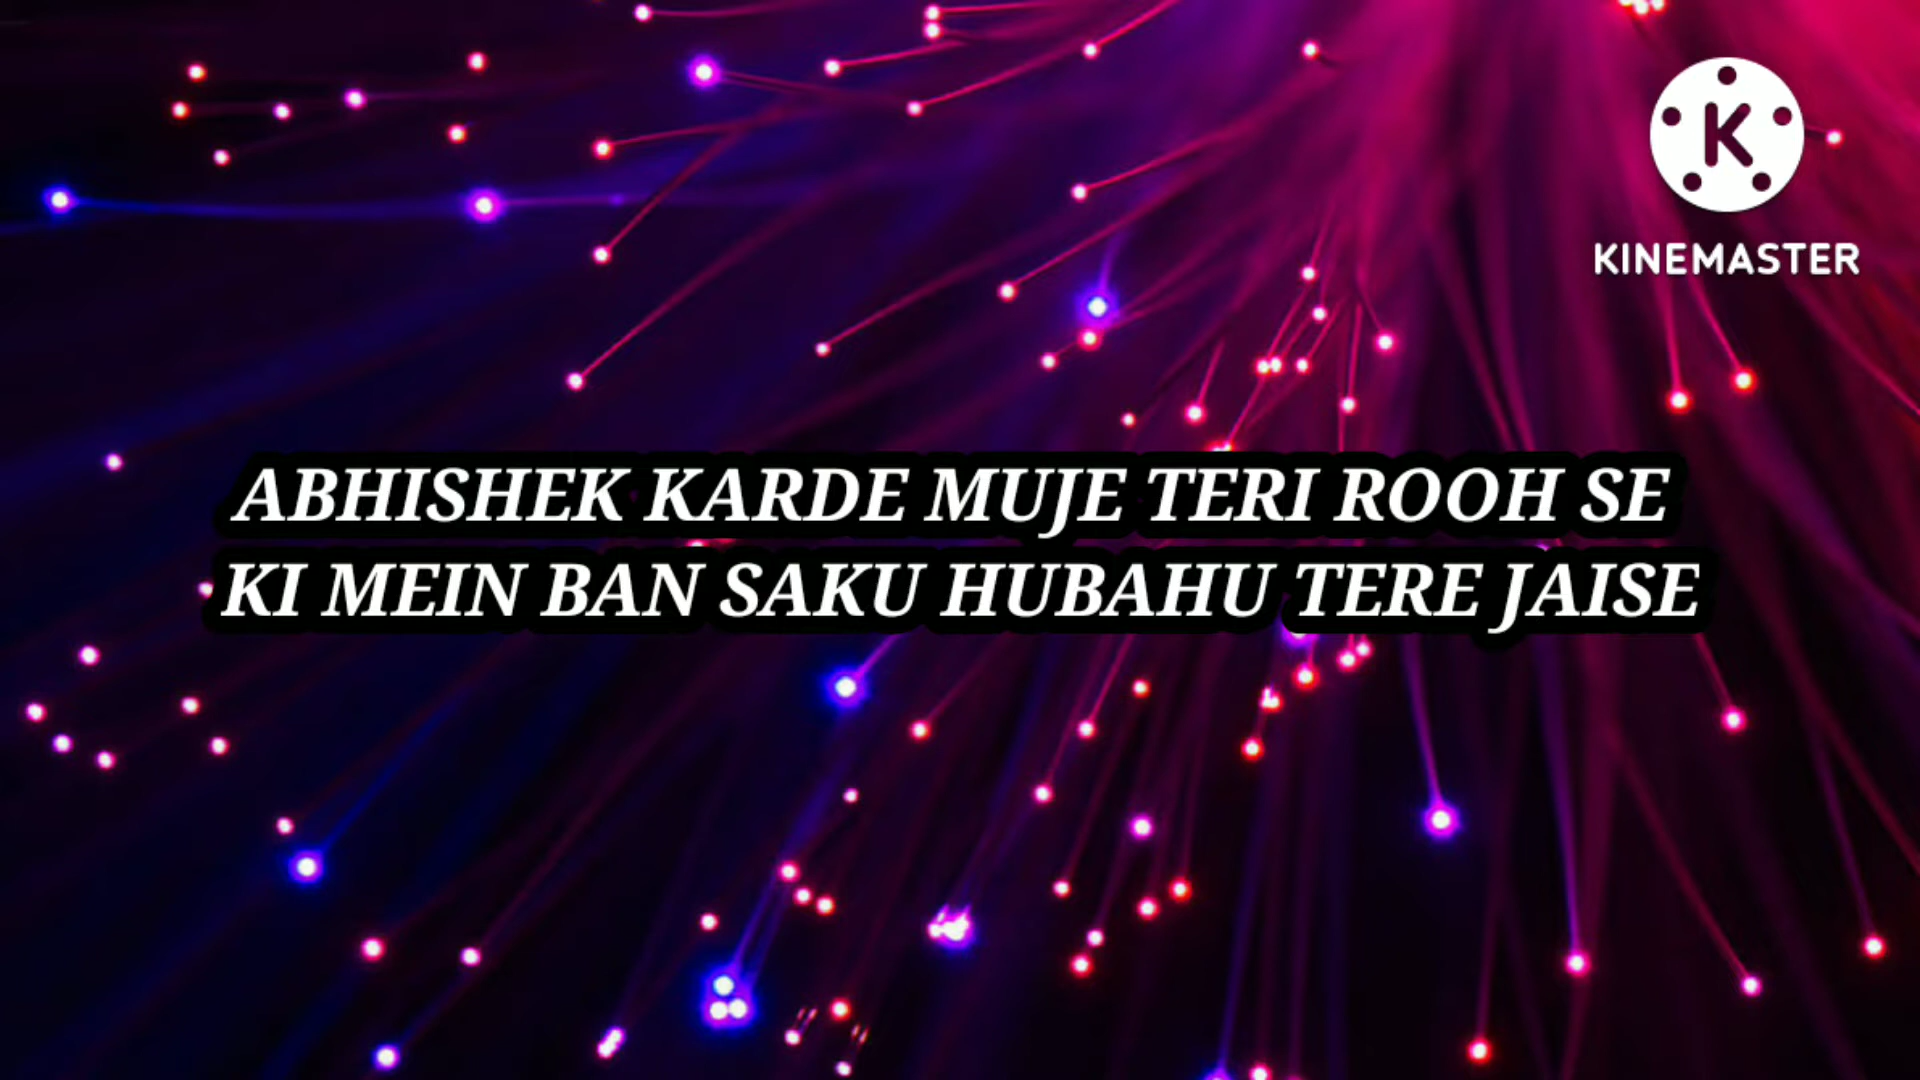 KINEMASTER
ABHISHEK KARDE MUJE TERI ROOH SE
KI MEIN BAN SAKU HUBAHU TERE JAISE